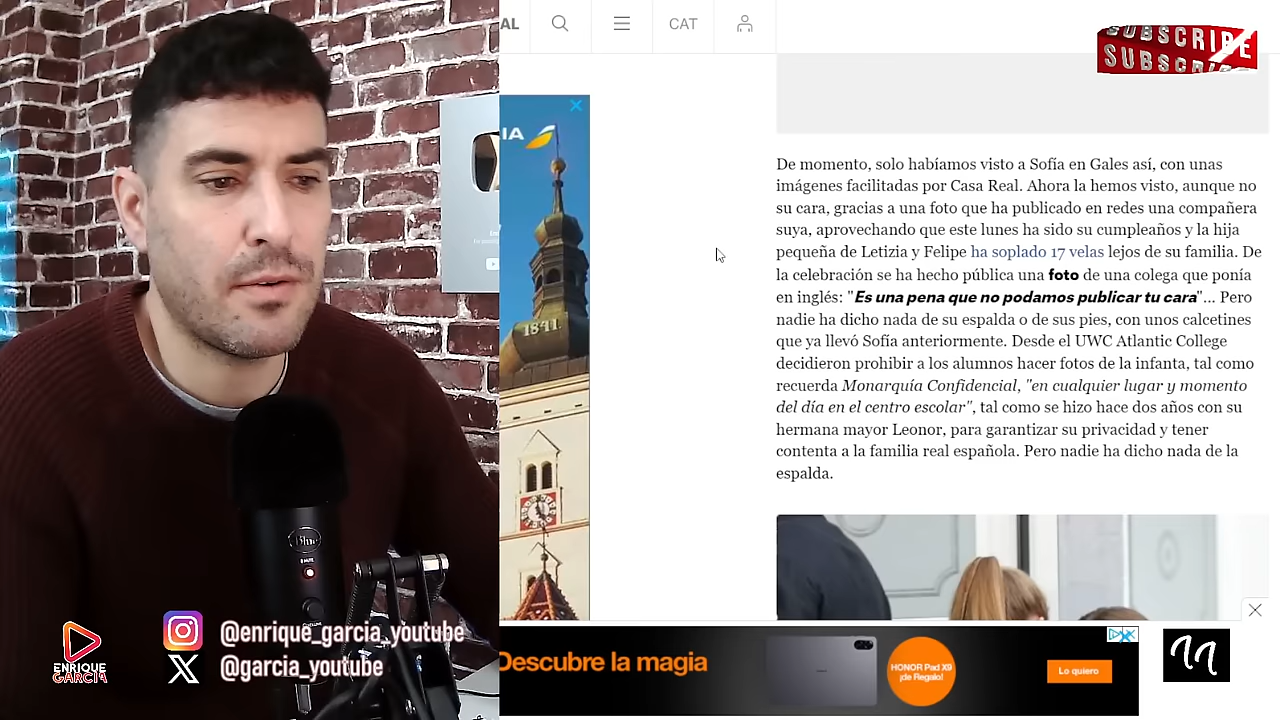 AL
CAT
SUBSCRIBE
SUBSCRIBE
IA
1841
De momento, solo habíamos visto a Sofía en Gales así, con unas
imágenes facilitadas por Casa Real. Ahora la hemos visto, aunque no
su cara, gracias a una foto que ha publicado en redes una compañera
suya, aprovechando que este lunes ha sido su cumpleaños y la hija
pequeña de Letizia y Felipe ha soplado 17 velas lejos de su familia. De
la celebración se ha hecho pública una foto de una colega que ponía
en inglés: "Es una pena que no podamos publicar tu cara"... Pero
nadie ha dicho nada de su espalda o de sus pies, con unos calcetines
que ya llevó Sofía anteriormente. Desde el UWC Atlantic College
decidieron prohibir a los alumnos hacer fotos de la infanta, tal como
recuerda Monarquía Confidencial, "en cualquier lugar y momento
del día en el centro escolar", tal como se hizo hace dos años con su
hermana mayor Leonor, para garantizar su privacidad y tener
contenta a la familia real española. Pero nadie ha dicho nada de la
espalda.
Blue
MUTE
ENRIQUE
GARCIA
@enrique_garcia_youtube
@garcia_youtube
Descubre la magia
HONOR Pad X9
¡de Regalo!
Lo quiero